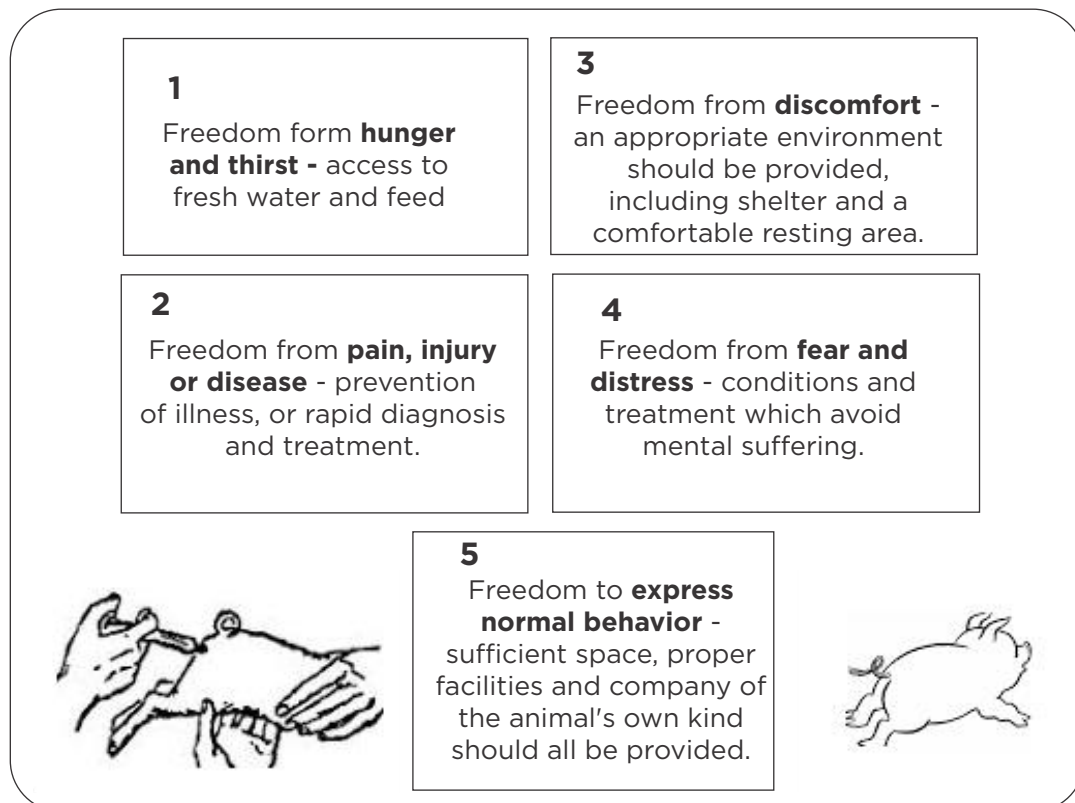 1
Freedom form hunger
and thirst - access to
fresh water and feed
2
Freedom from pain, injury
or disease - prevention
of illness, or rapid diagnosis
and treatment.
3
Freedom from discomfort -
an appropriate environment
should be provided,
including shelter and a
comfortable resting area.
4
Freedom from fear and
distress - conditions and
treatment which avoid
mental suffering.
5
Freedom to express
normal behavior -
sufficient space, proper
facilities and company of
the animal's own kind
should all be provided.